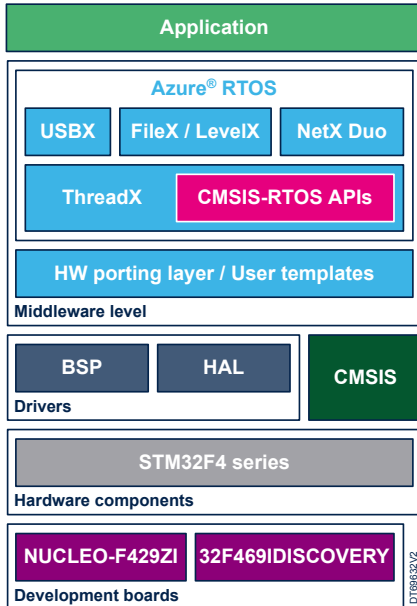 Application
Azure® RTOS
USBX
FileX / LevelX
NetX Duo
ThreadX
CMSIS-RTOS APIs
HW porting layer / User templates
Middleware level
BSP
HAL
CMSIS
Drivers
STM32F4 series
Hardware components
NUCLEO-F429ZI
32F469IDISCOVERY
Development boards
DT69632V2